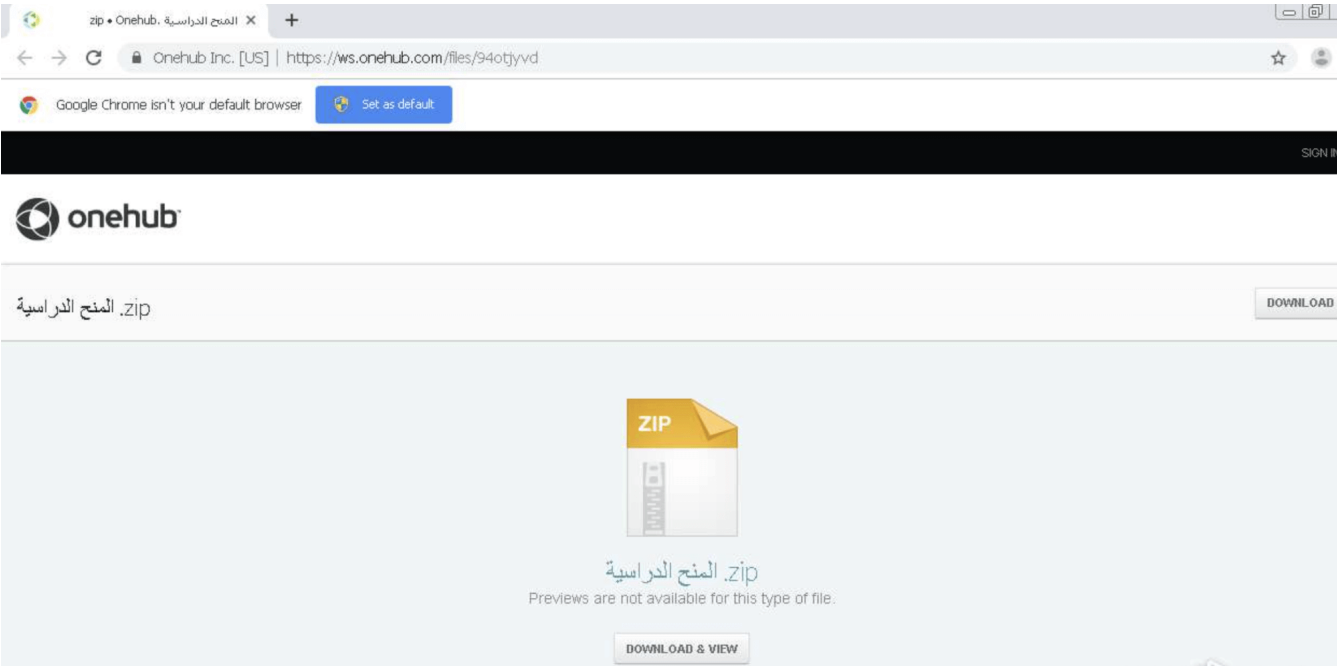 zip • Onehub. المنح الدراسية
Onehub Inc. [US] | https://ws.onehub.com/files/94otjyvd
Google Chrome isn't your default browser
Set as default
SIGN IN
onehub
المنح الدراسية .zip
DOWNLOAD
ZIP
المنح الدراسية .zip
Previews are not available for this type of file.
DOWNLOAD & VIEW